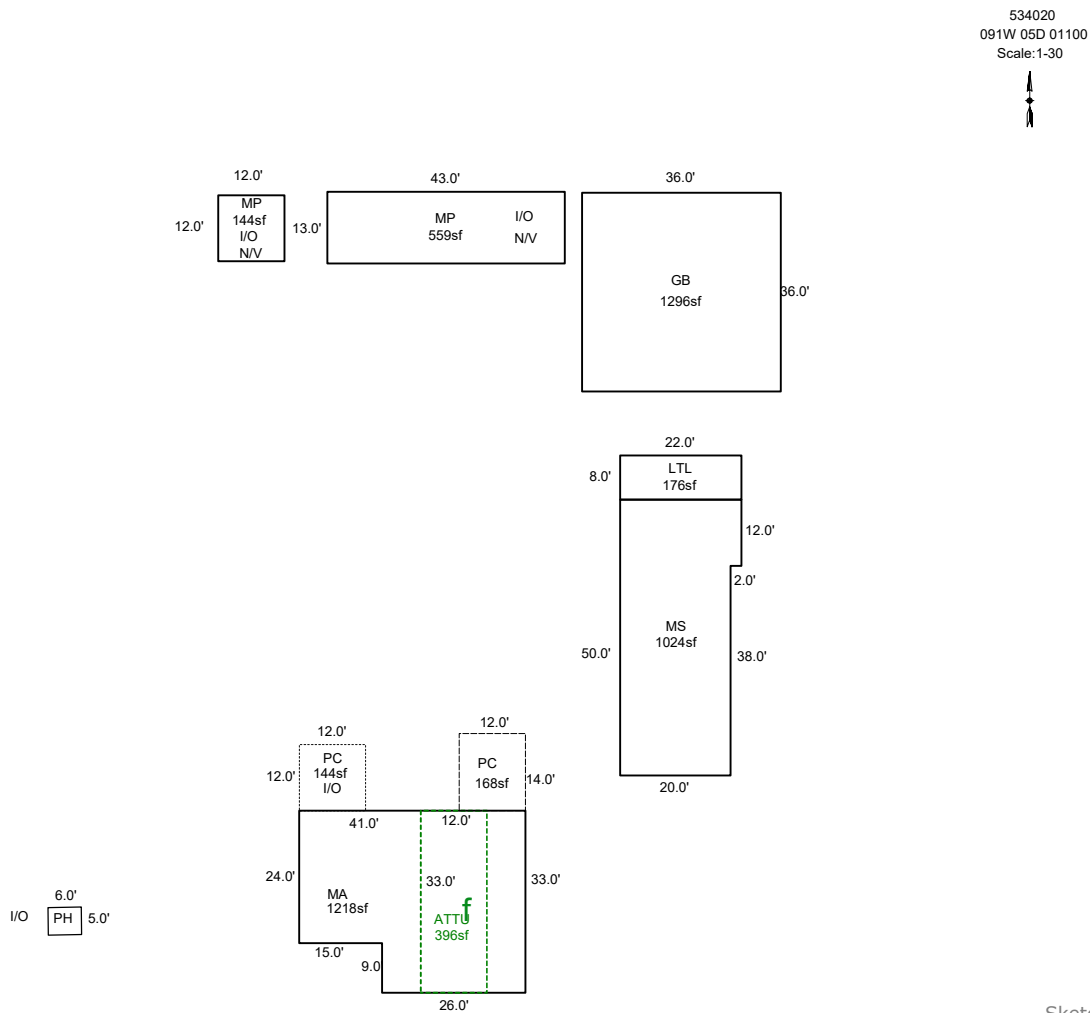 534020
091W 05D 01100
Scale:1-30
12.0'
12.0'
MP
144sf
I/O
N/V
43.0'
13.0'
MP
559sf
I/O
N/V
36.0'
GB
1296sf
36.0'
22.0'
8.0'
LTL
176sf
12.0'
2.0'
MS
1024sf
50.0'
38.0'
20.0'
12.0'
12.0'
PC
144sf
I/O
12.0'
PC
168sf
14.0'
41.0'
12.0'
24.0'
33.0'
33.0'
MA
1218sf
f
ATTU
396sf
15.0'
9.0
26.0'
6.0'
I/O
PH
5.0'